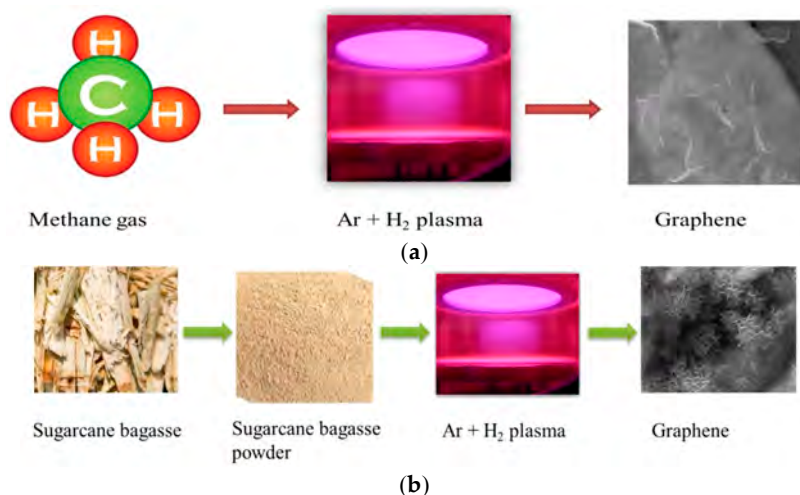 H
H C H
H
Methane gas
Ar + H₂ plasma
Graphene
(a)
Sugarcane bagasse
Sugarcane bagasse
powder
Ar + H₂ plasma
Graphene
(b)